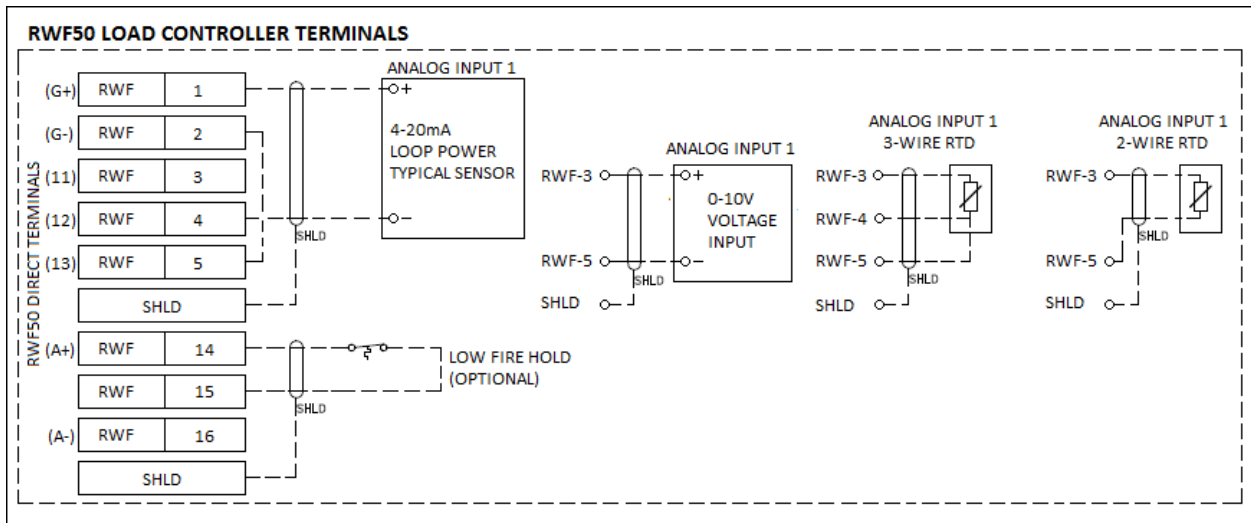 RWF50 LOAD CONTROLLER TERMINALS
RWF50 DIRECT TERMINALS
(G+) RWF 1
(G-) RWF 2
(11) RWF 3
(12) RWF 4
(13) RWF 5
SHLD
(A+) RWF 14
RWF 15
(A-) RWF 16
SHLD
ANALOG INPUT 1
+
4-20mA
LOOP POWER
TYPICAL SENSOR
-
SHLD
LOW FIRE HOLD
(OPTIONAL)
SHLD
ANALOG INPUT 1
RWF-3 +
0-10V
VOLTAGE
INPUT
RWF-5 -
SHLD
SHLD
ANALOG INPUT 1
3-WIRE RTD
RWF-3
RWF-4
RWF-5
SHLD
SHLD
ANALOG INPUT 1
2-WIRE RTD
RWF-3
SHLD
RWF-5
SHLD